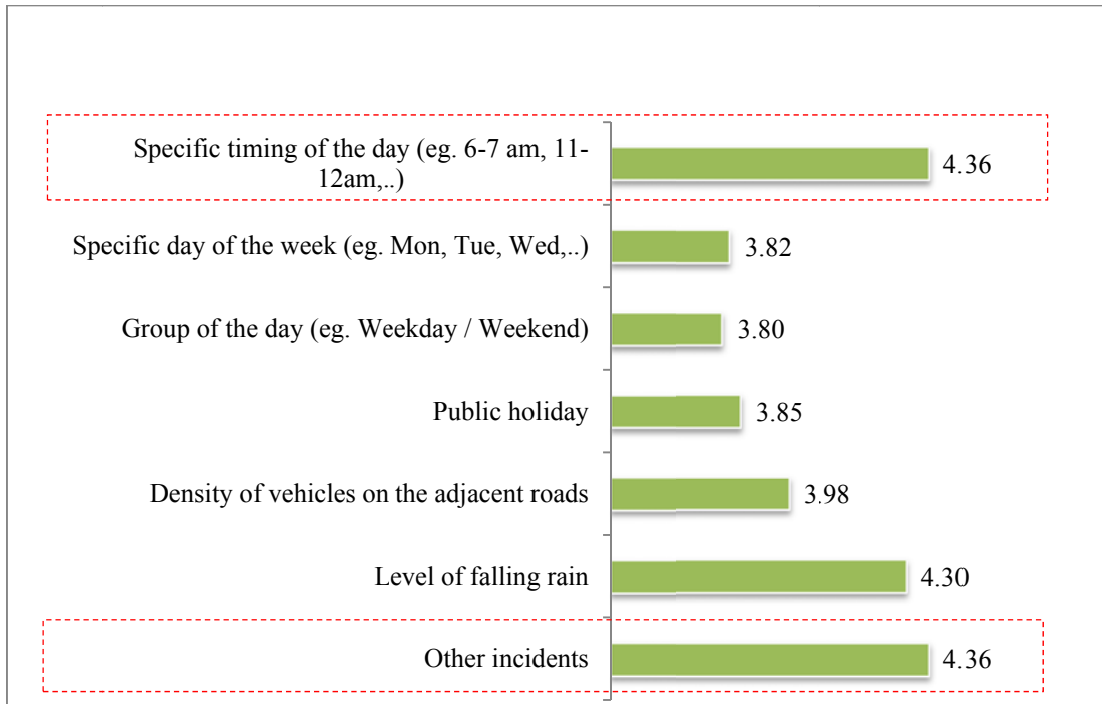 Specific timing of the day (eg. 6-7 am, 11-
12am,..)
4.36
Specific day of the week (eg. Mon, Tue, Wed,..)
3.82
Group of the day (eg. Weekday / Weekend)
3.80
Public holiday
3.85
Density of vehicles on the adjacent roads
3.98
Level of falling rain
4.30
Other incidents
4.36